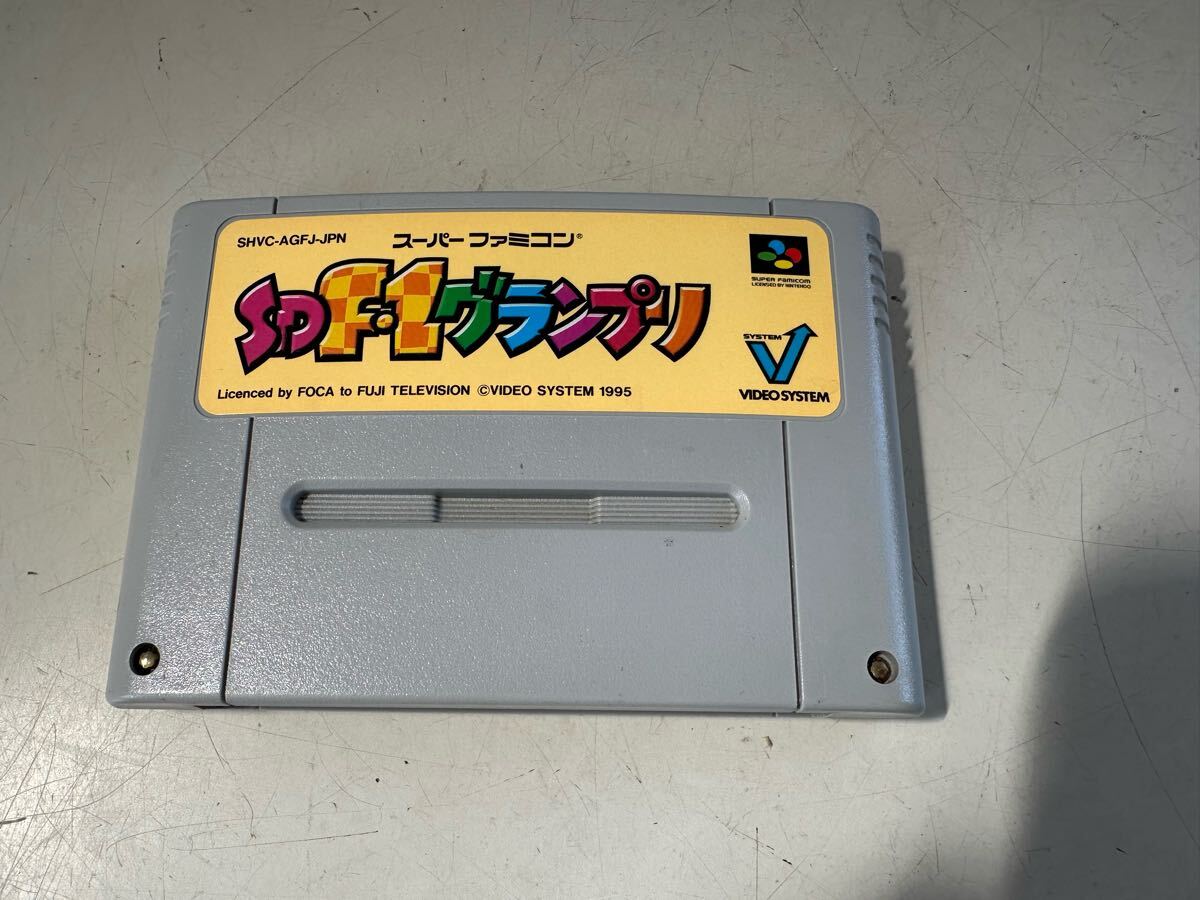 SHVC-AGFJ-JPN
スーパーファミコン®
SUPER FAMICOM
LICENSED BY NINTENDO
SDF・1グランプリ
SYSTEM
V
VIDEO SYSTEM
Licenced by FOCA to FUJI TELEVISION ©VIDEO SYSTEM 1995